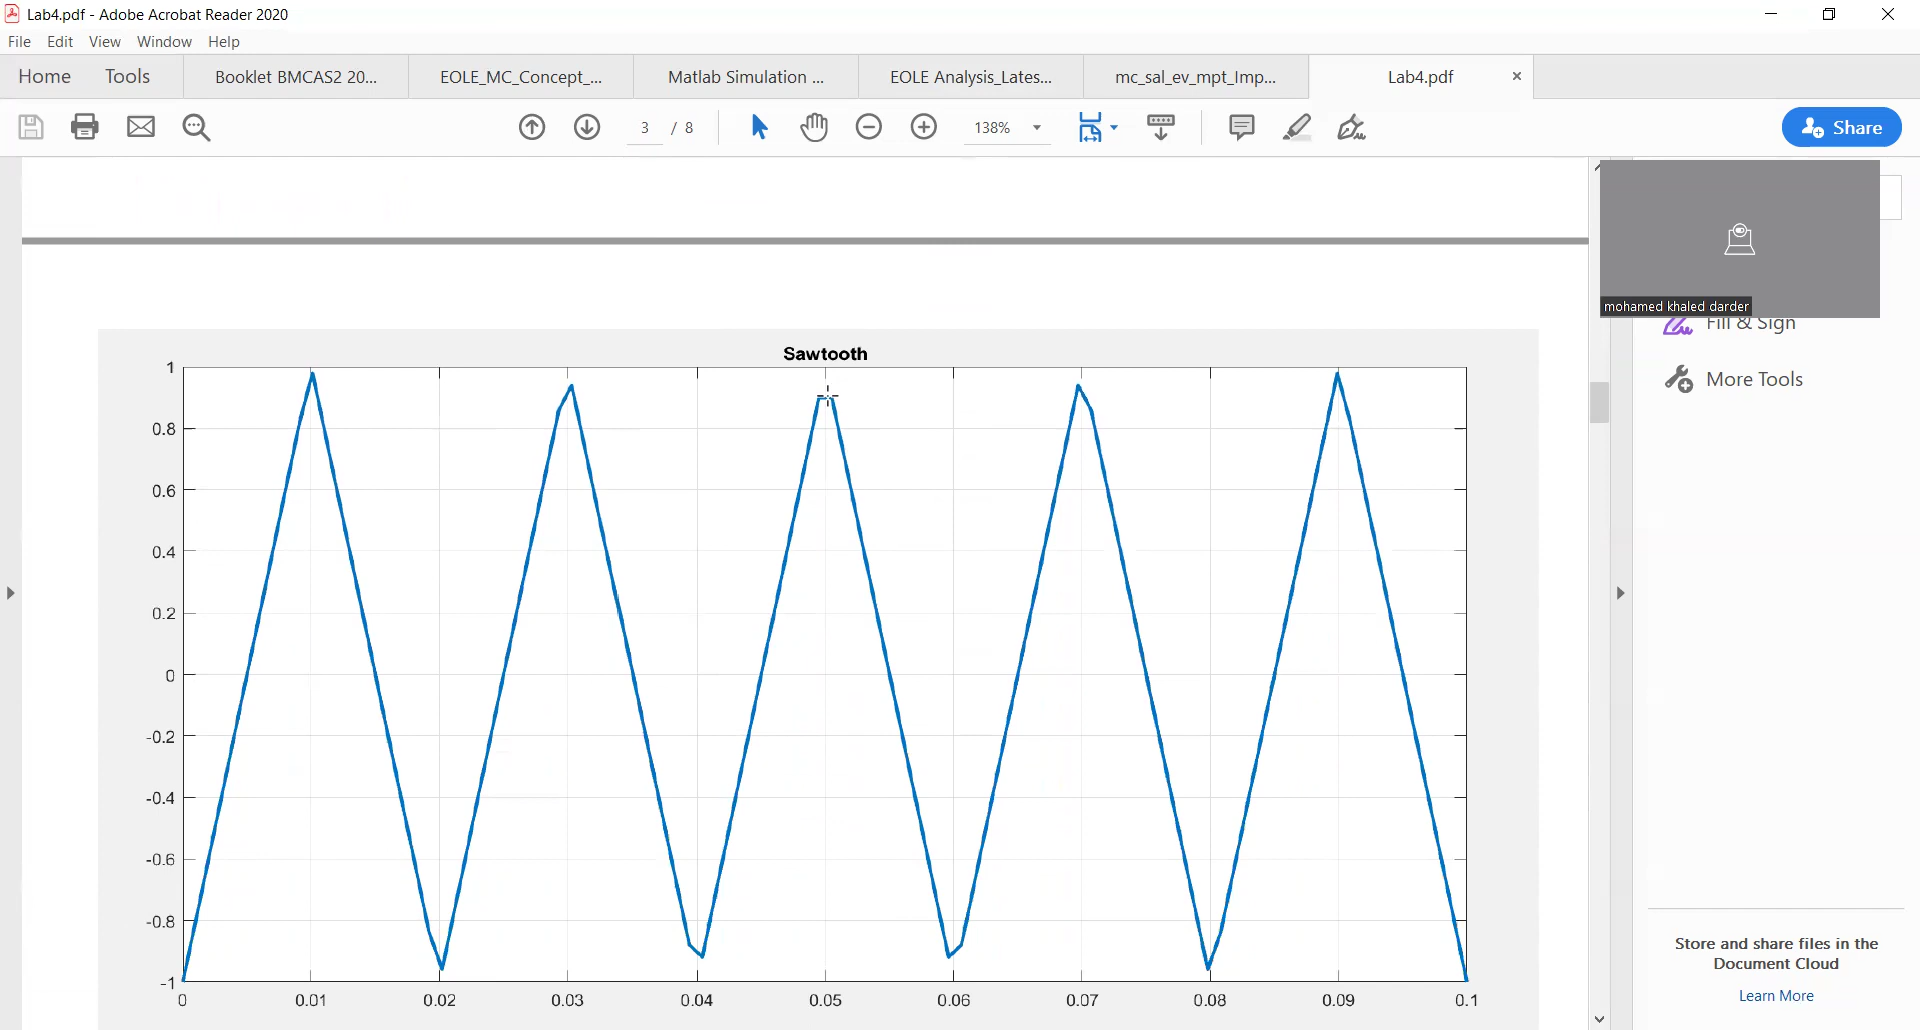 Lab4.pdf - Adobe Acrobat Reader 2020
File Edit View Window Help
Home Tools Booklet BMCAS2 20... EOLE_MC_Concept_... Matlab Simulation ... EOLE Analysis_Lates... mc_sal_ev_mpt_Imp... Lab4.pdf
3 / 8 138% Share
mohamed khaled darder
Fill & Sign
More Tools
Sawtooth
1
0.8
0.6
0.4
0.2
0
-0.2
-0.4
-0.6
-0.8
-1
0 0.01 0.02 0.03 0.04 0.05 0.06 0.07 0.08 0.09 0.1
Store and share files in the
Document Cloud
Learn More